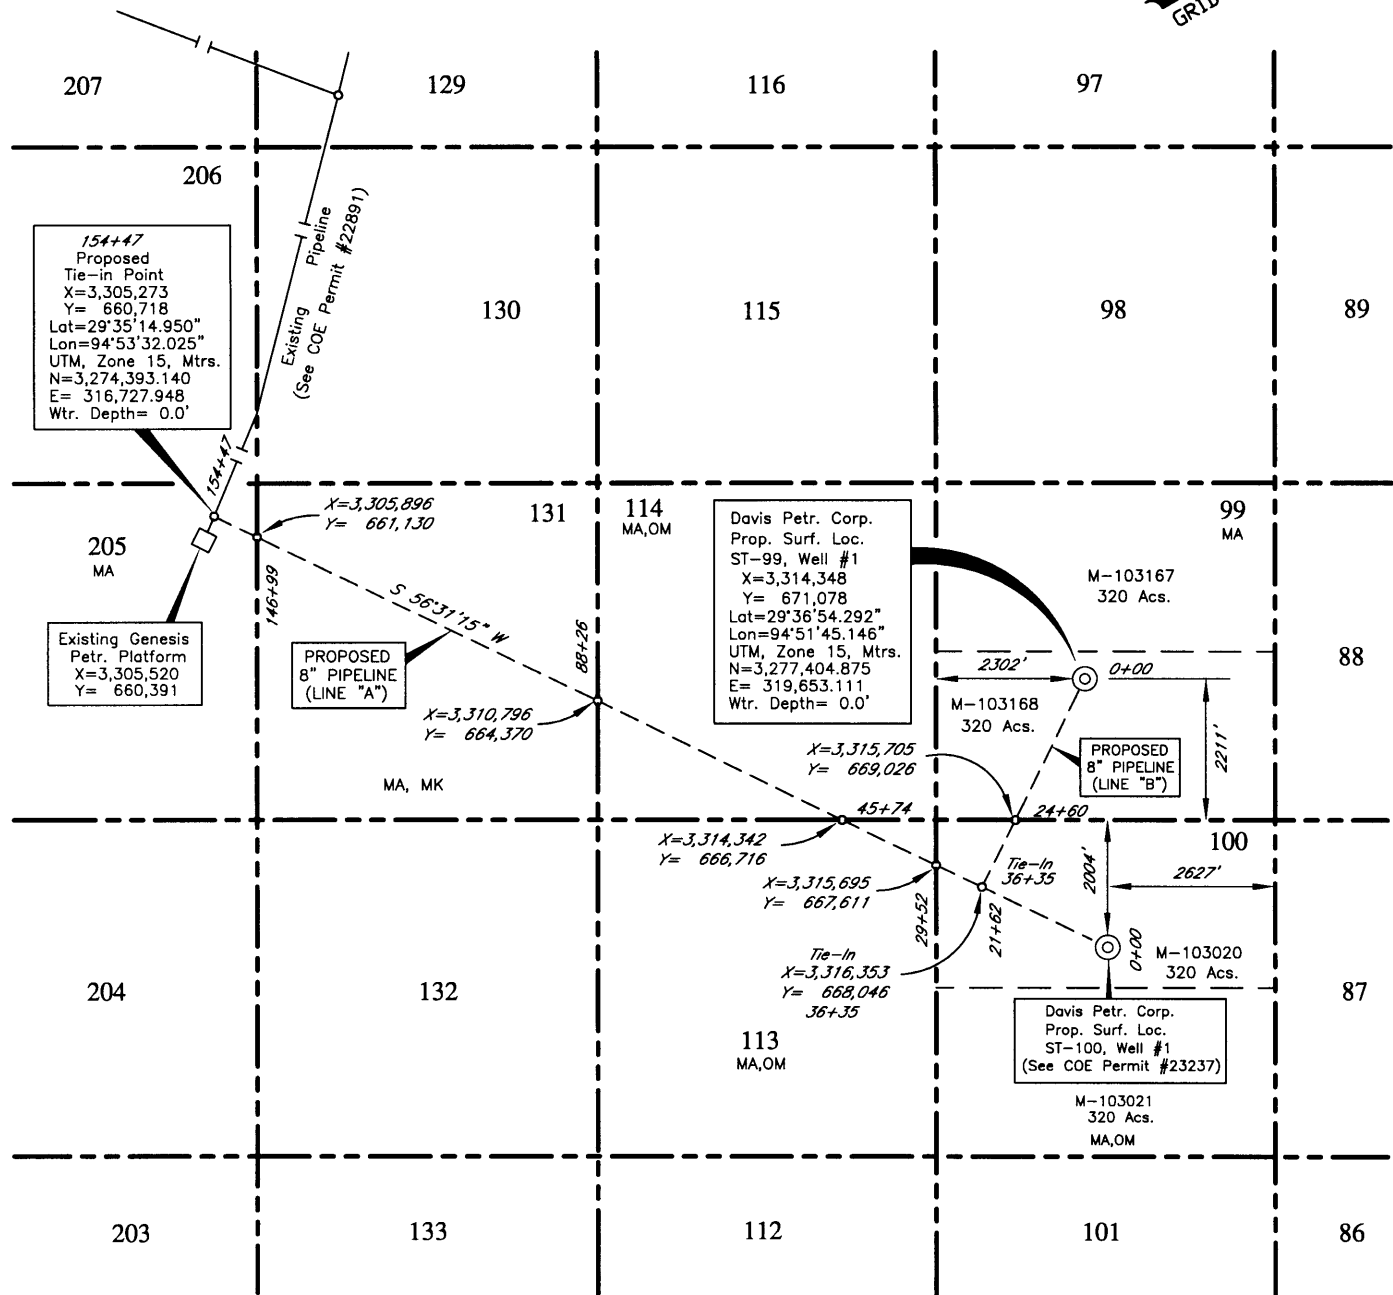 GRID
207
129
116
97
206
Existing Pipeline
(See COE Permit #22891)
154+47
Proposed
Tie-in Point
X=3,305,273
Y= 660,718
Lat=29°35'14.950"
Lon=94°53'32.025"
UTM, Zone 15, Mtrs.
N=3,274,393.140
E= 316,727.948
Wtr. Depth= 0.0'
130
115
98
89
154+47
X=3,305,896
Y= 661,130
131
114
MA,OM
99
MA
205
MA
Davis Petr. Corp.
Prop. Surf. Loc.
ST-99, Well #1
X=3,314,348
Y= 671,078
Lat=29°36'54.292"
Lon=94°51'45.146"
UTM, Zone 15, Mtrs.
N=3,277,404.875
E= 319,653.111
Wtr. Depth= 0.0'
M-103167
320 Acs.
146+99
S 56°31'15" W
88+26
Existing Genesis
Petr. Platform
X=3,305,520
Y= 660,391
PROPOSED
8" PIPELINE
(LINE "A")
2302'
0+00
88
M-103168
320 Acs.
2211'
X=3,310,796
Y= 664,370
X=3,315,705
Y= 669,026
PROPOSED
8" PIPELINE
(LINE "B")
MA, MK
45+74
24+60
X=3,314,342
Y= 666,716
100
Tie-In
36+35
2004'
2627'
X=3,315,695
Y= 667,611
29+52
21+62
0+00
Tie-In
X=3,316,353
Y= 668,046
36+35
M-103020
320 Acs.
204
132
87
113
MA,OM
Davis Petr. Corp.
Prop. Surf. Loc.
ST-100, Well #1
(See COE Permit #23237)
M-103021
320 Acs.
MA,OM
203
133
112
101
86